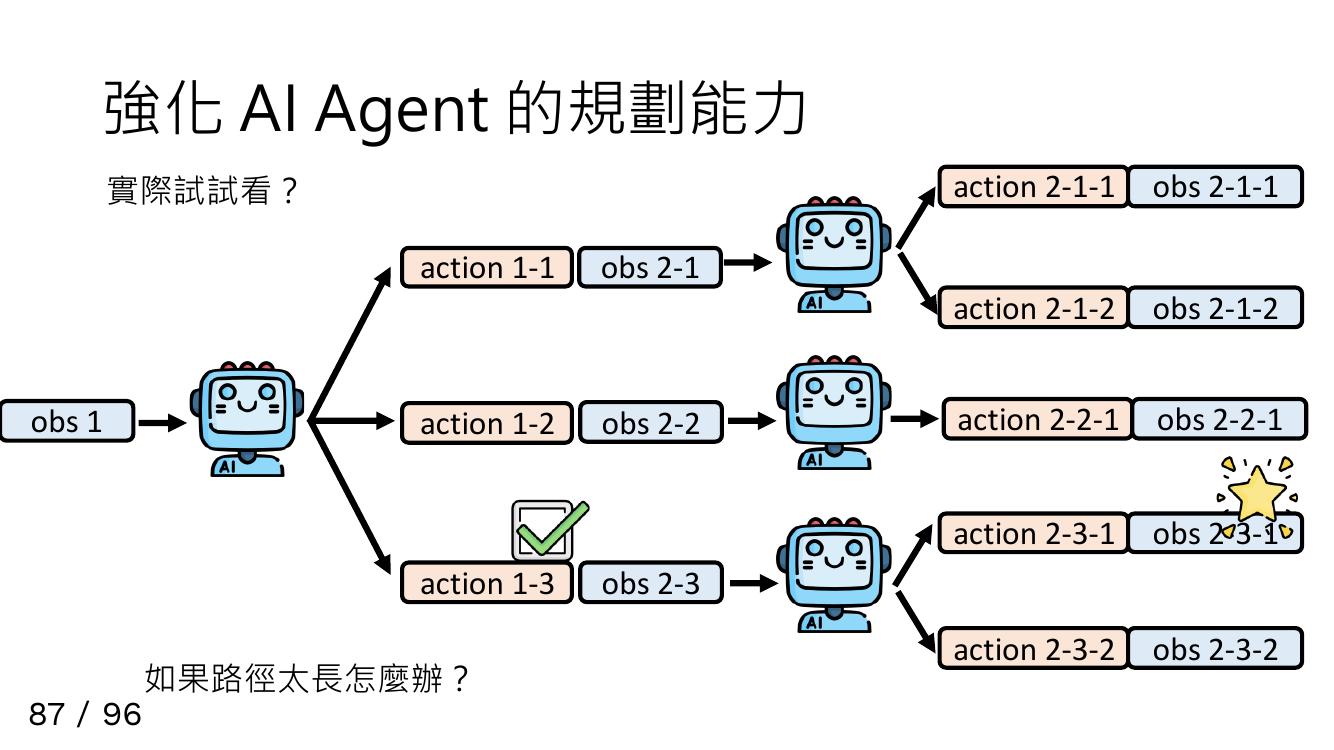 強化 AI Agent 的規劃能力
實際試試看？
action 2-1-1 obs 2-1-1
action 1-1 obs 2-1
AI
action 2-1-2 obs 2-1-2
obs 1
AI
action 1-2 obs 2-2
AI
action 2-2-1 obs 2-2-1
action 2-3-1 obs 2-3-1
action 1-3 obs 2-3
AI
action 2-3-2 obs 2-3-2
如果路徑太長怎麼辦？
87 / 96